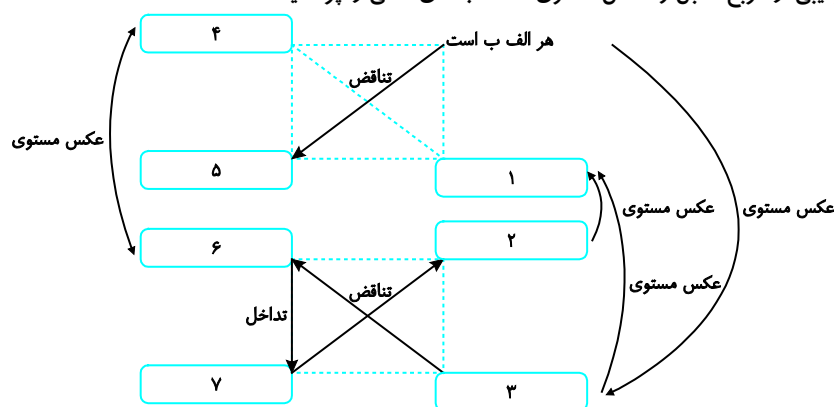 ۴
هر الف ب است
تناقض
عکس مستوی
۵
۱
عکس مستوی
عکس مستوی
۶
۲
تناقض
عکس مستوی
تداخل
۷
۳